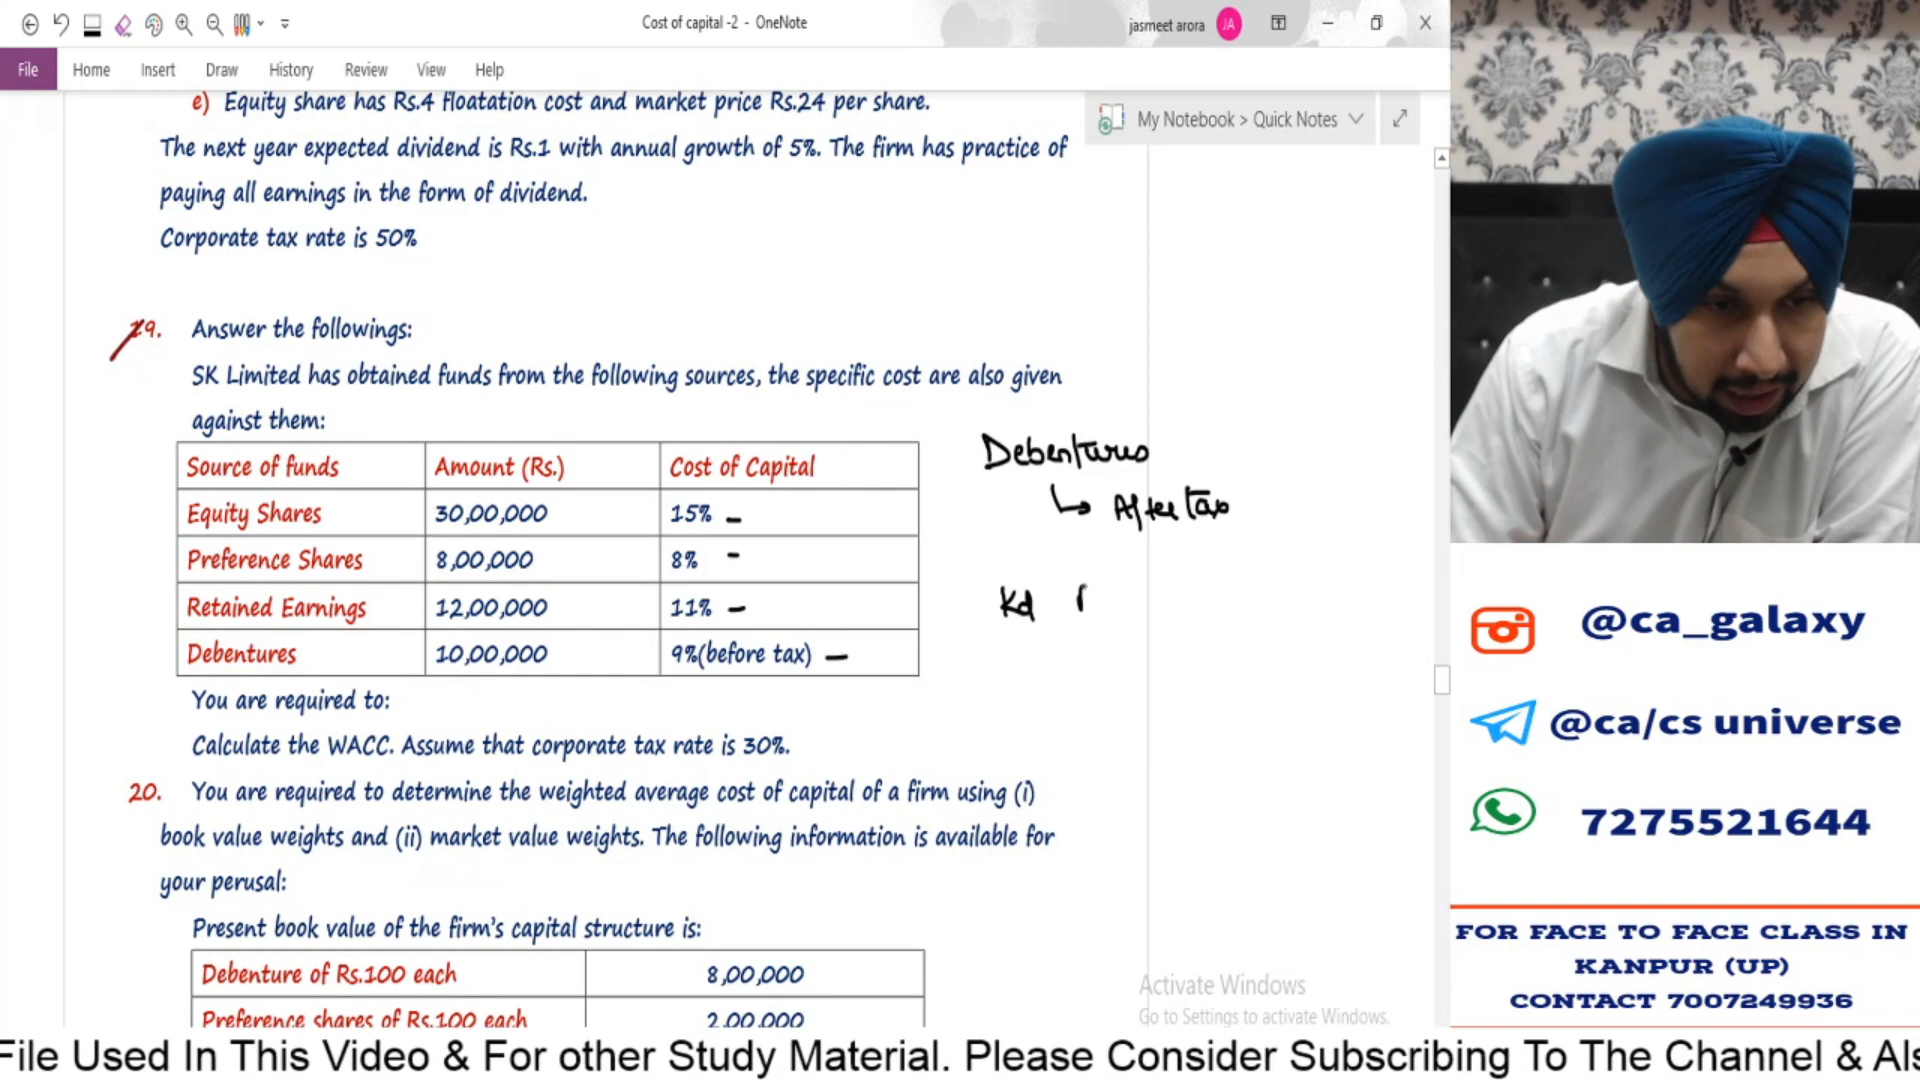 Cost of capital -2 - OneNote
jasmeet arora
JA
File
Home
Insert
Draw
History
Review
View
Help
My Notebook > Quick Notes
e) Equity share has Rs.4 floatation cost and market price Rs.24 per share.
The next year expected dividend is Rs.1 with annual growth of 5%. The firm has practice of
paying all earnings in the form of dividend.
Corporate tax rate is 50%
19. Answer the followings:
SK Limited has obtained funds from the following sources, the specific cost are also given
against them:
Source of funds Amount (Rs.) Cost of Capital
Equity Shares 30,00,000 15%
Preference Shares 8,00,000 8%
Retained Earnings 12,00,000 11%
Debentures 10,00,000 9%(before tax)
Debentures
↳ After tax
Kd
You are required to:
Calculate the WACC. Assume that corporate tax rate is 30%.
20. You are required to determine the weighted average cost of capital of a firm using (i)
book value weights and (ii) market value weights. The following information is available for
your perusal:
Present book value of the firm's capital structure is:
Debenture of Rs.100 each 8,00,000
Preference shares of Rs.100 each 2,00,000
Activate Windows
Go to Settings to activate Windows.
@ca_galaxy
@ca/cs universe
7275521644
FOR FACE TO FACE CLASS IN
KANPUR (UP)
CONTACT 7007249936
File Used In This Video & For other Study Material. Please Consider Subscribing To The Channel & Als